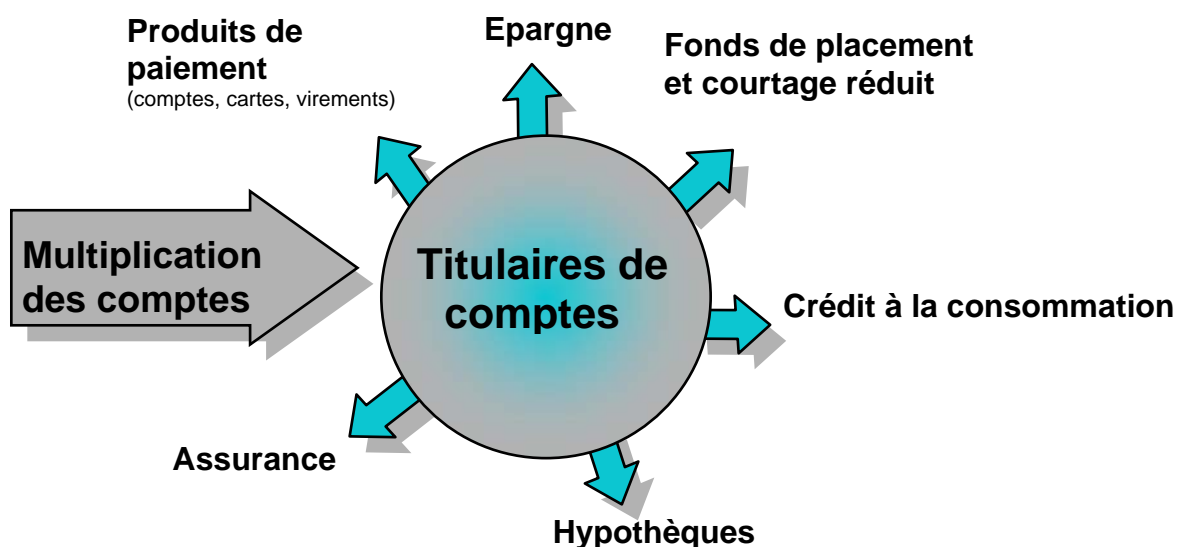 Produits de
paiement
(comptes, cartes, virements)
Epargne
Fonds de placement
et courtage réduit
Multiplication
des comptes
Titulaires de
comptes
Crédit à la consommation
Assurance
Hypothèques